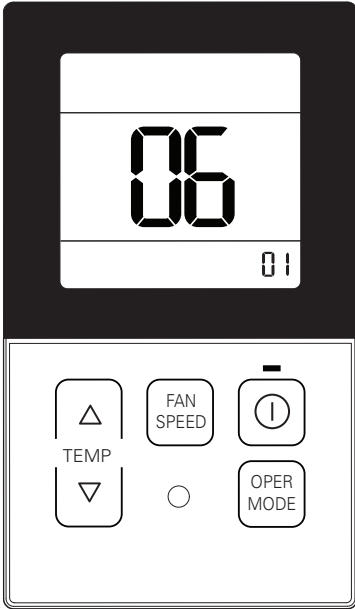 06
01
FAN
SPEED
TEMP
OPER
MODE